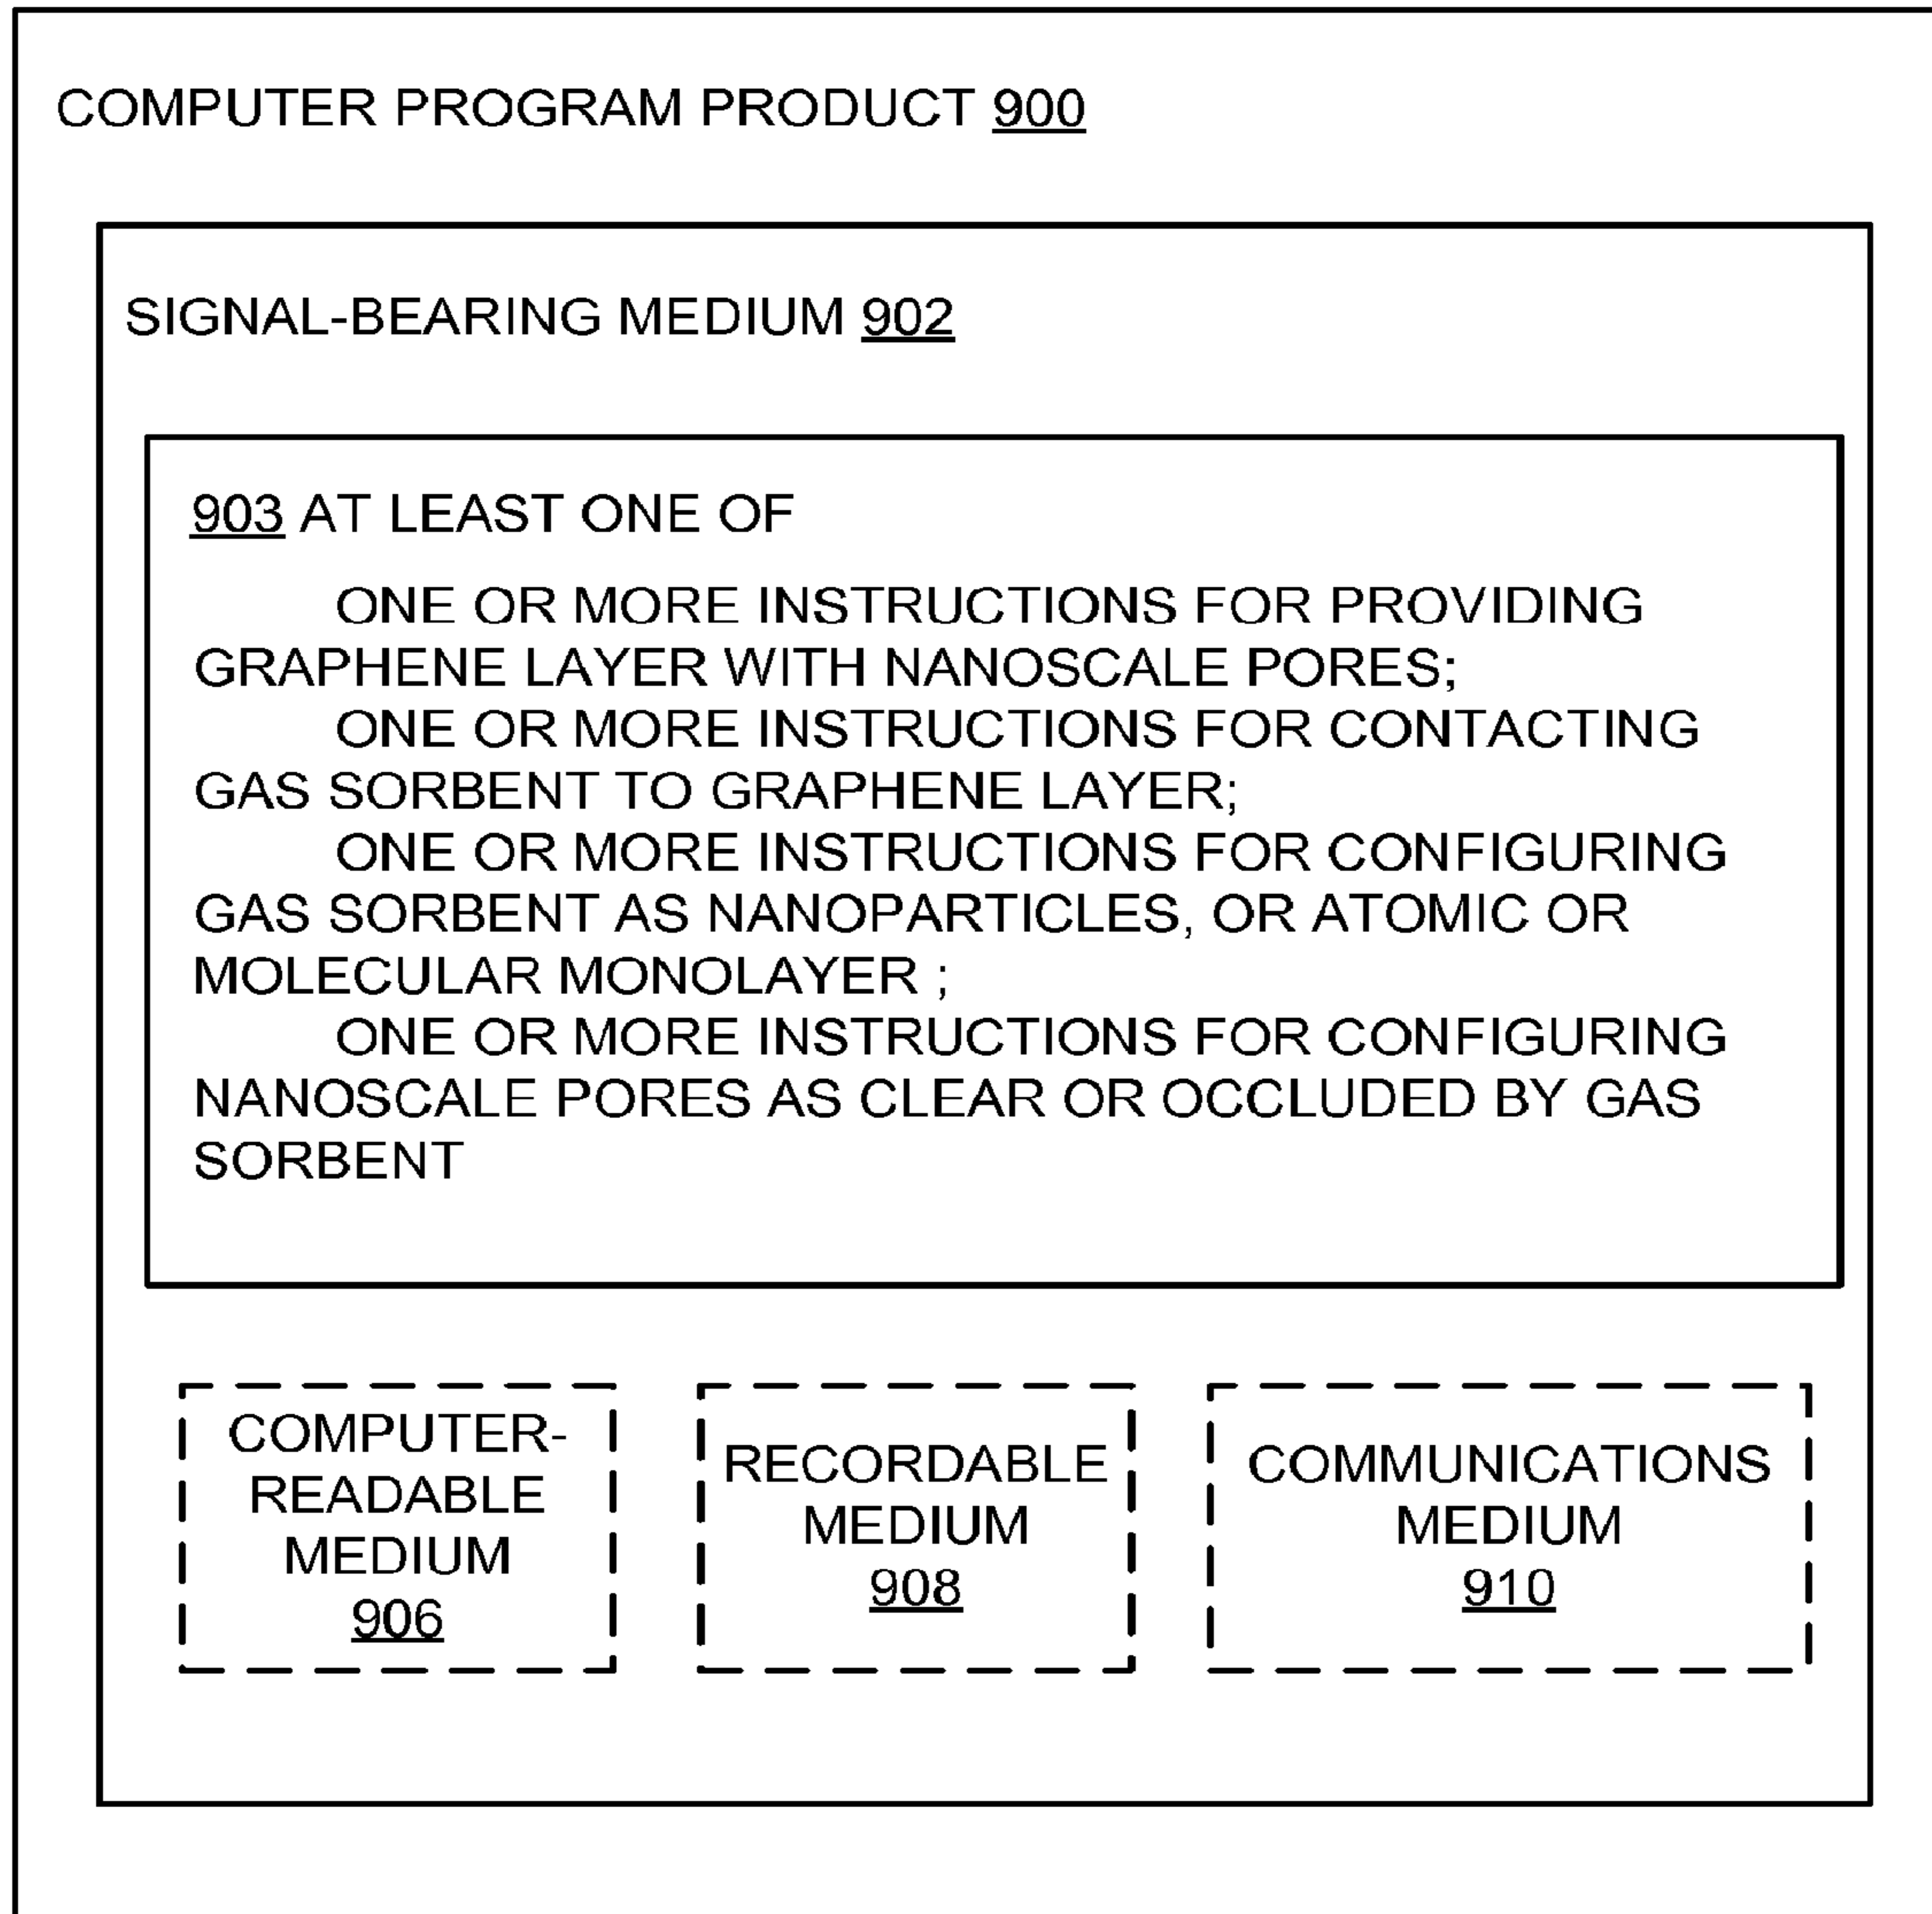 COMPUTER PROGRAM PRODUCT 900
SIGNAL-BEARING MEDIUM 902
903 AT LEAST ONE OF
ONE OR MORE INSTRUCTIONS FOR PROVIDING
GRAPHENE LAYER WITH NANOSCALE PORES;
ONE OR MORE INSTRUCTIONS FOR CONTACTING
GAS SORBENT TO GRAPHENE LAYER;
ONE OR MORE INSTRUCTIONS FOR CONFIGURING
GAS SORBENT AS NANOPARTICLES, OR ATOMIC OR
MOLECULAR MONOLAYER ;
ONE OR MORE INSTRUCTIONS FOR CONFIGURING
NANOSCALE PORES AS CLEAR OR OCCLUDED BY GAS
SORBENT
COMPUTER-
READABLE
MEDIUM
906
RECORDABLE
MEDIUM
908
COMMUNICATIONS
MEDIUM
910